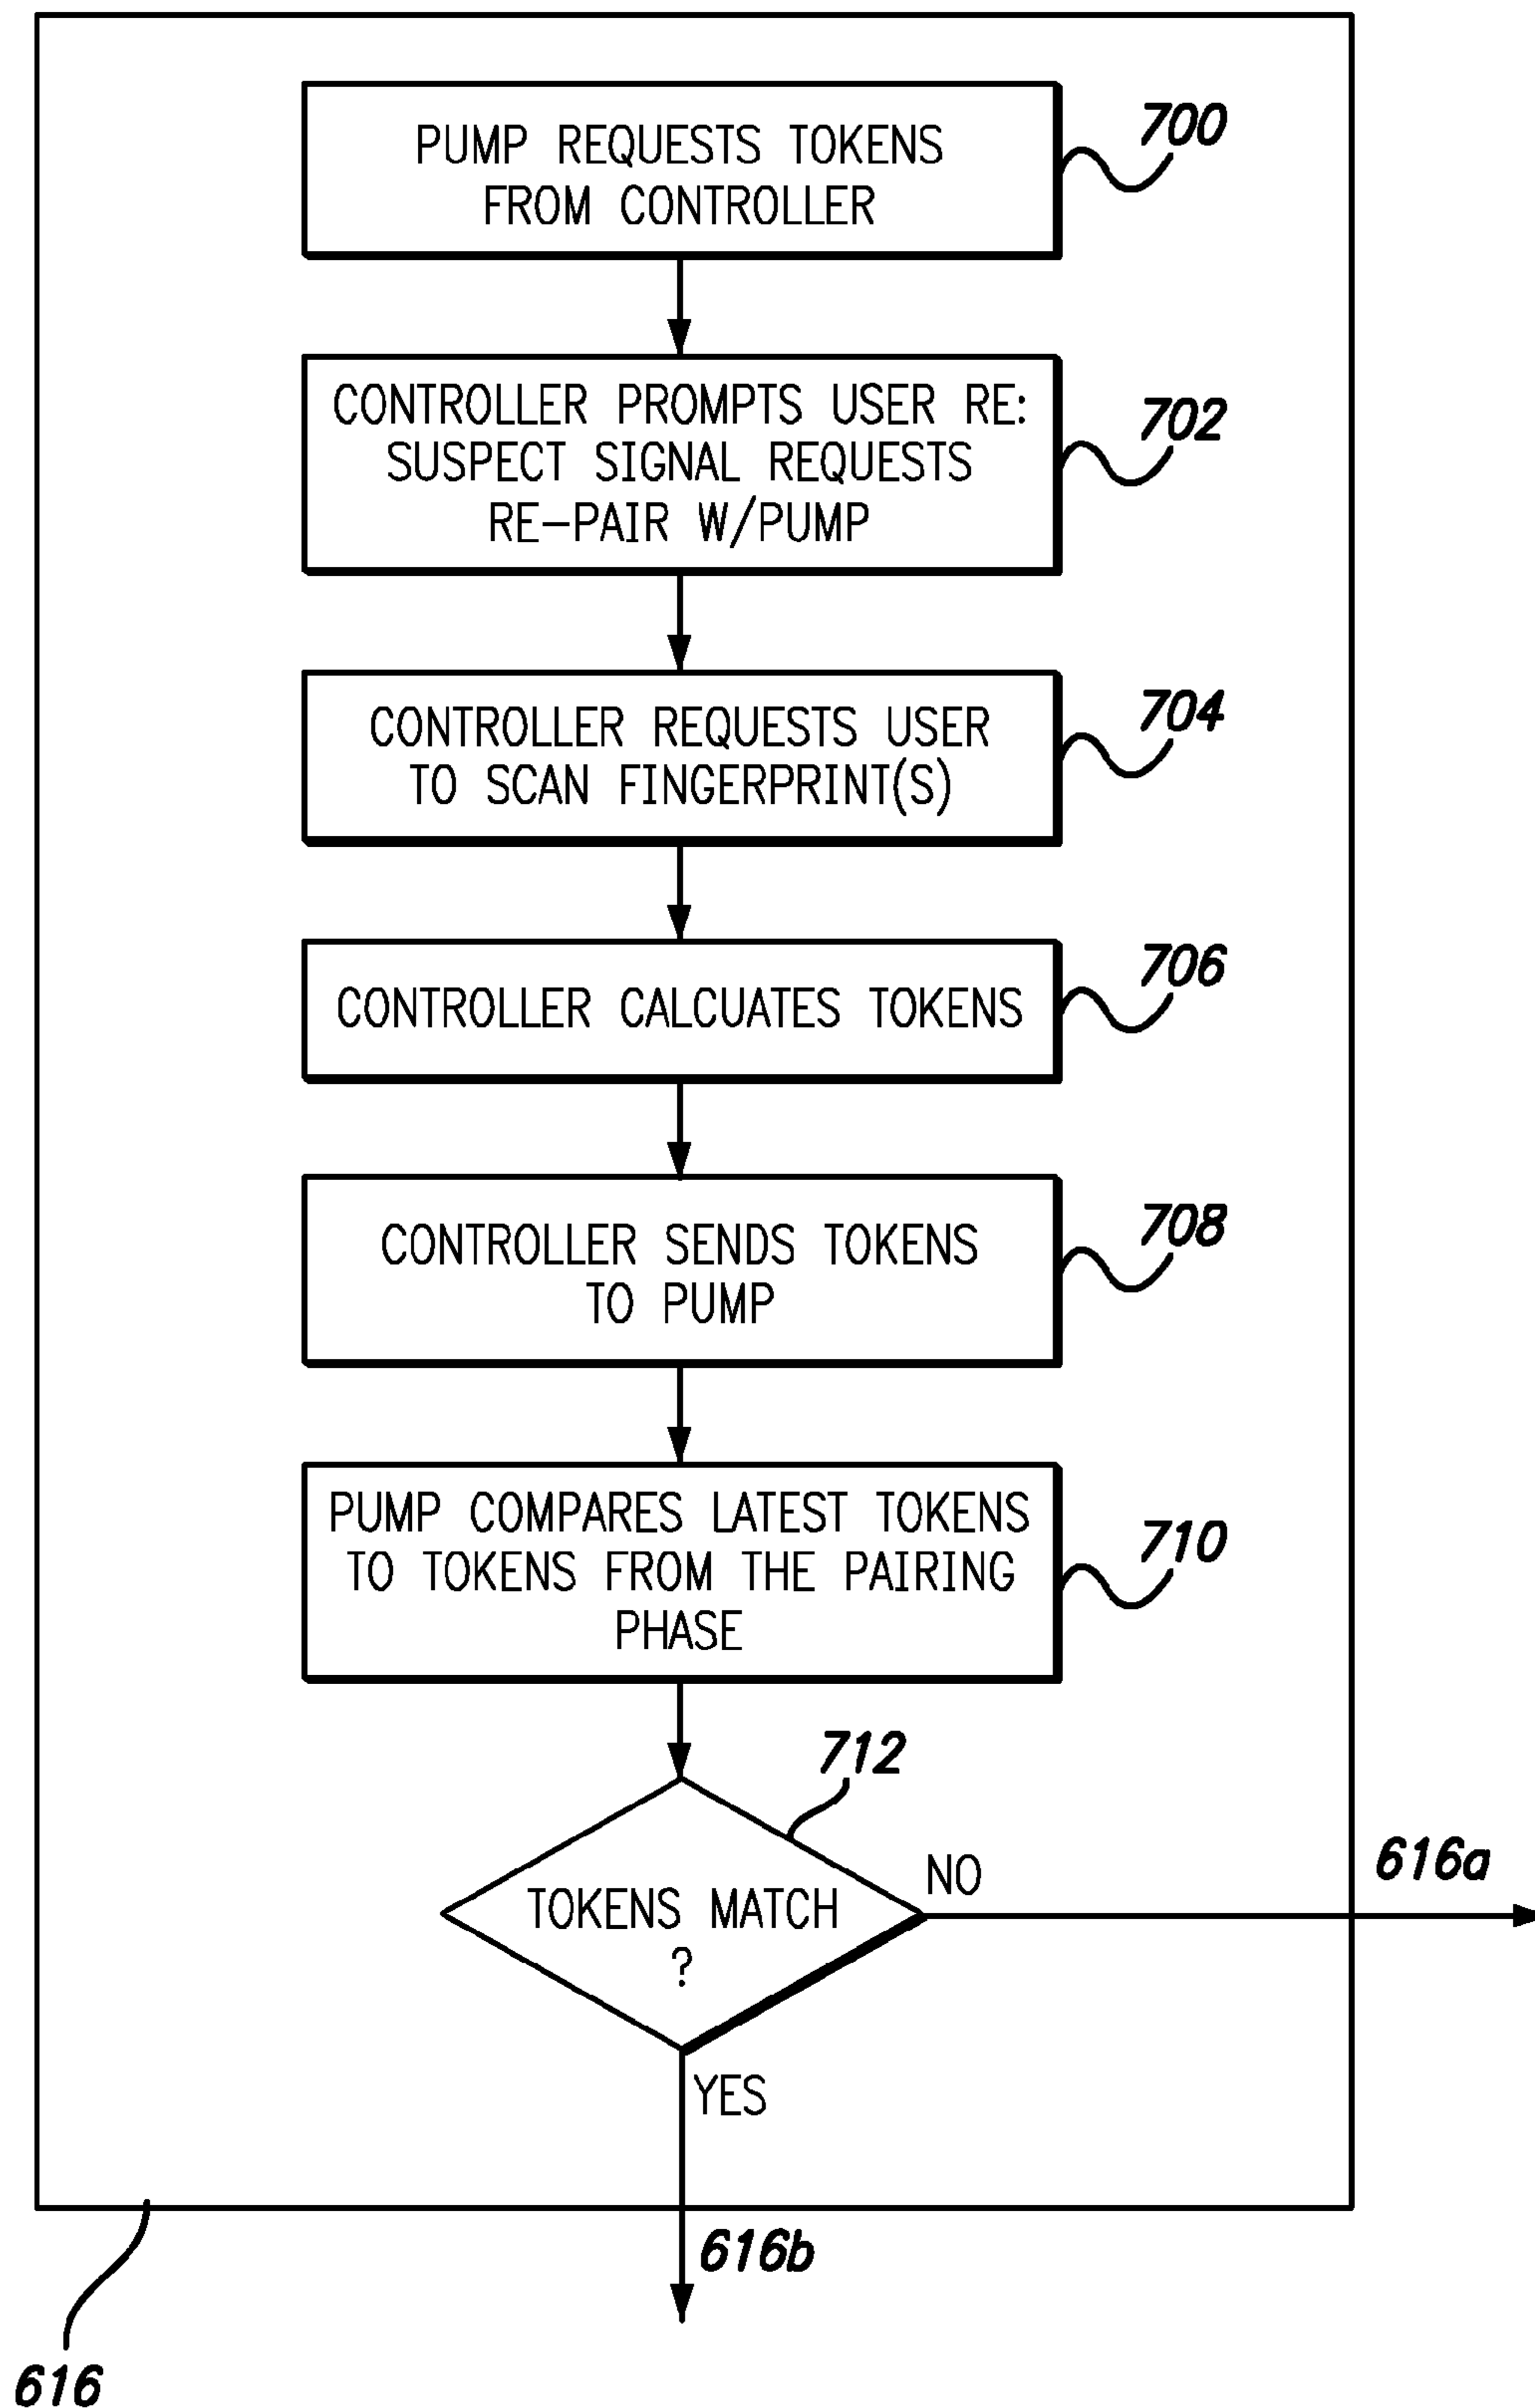 PUMP REQUESTS TOKENS
FROM CONTROLLER
700
CONTROLLER PROMPTS USER RE:
SUSPECT SIGNAL REQUESTS
RE-PAIR W/PUMP
702
CONTROLLER REQUESTS USER
TO SCAN FINGERPRINT(S)
704
CONTROLLER CALCUATES TOKENS
706
CONTROLLER SENDS TOKENS
TO PUMP
708
PUMP COMPARES LATEST TOKENS
TO TOKENS FROM THE PAIRING
PHASE
710
712
TOKENS MATCH
?
NO
616a
YES
616b
616